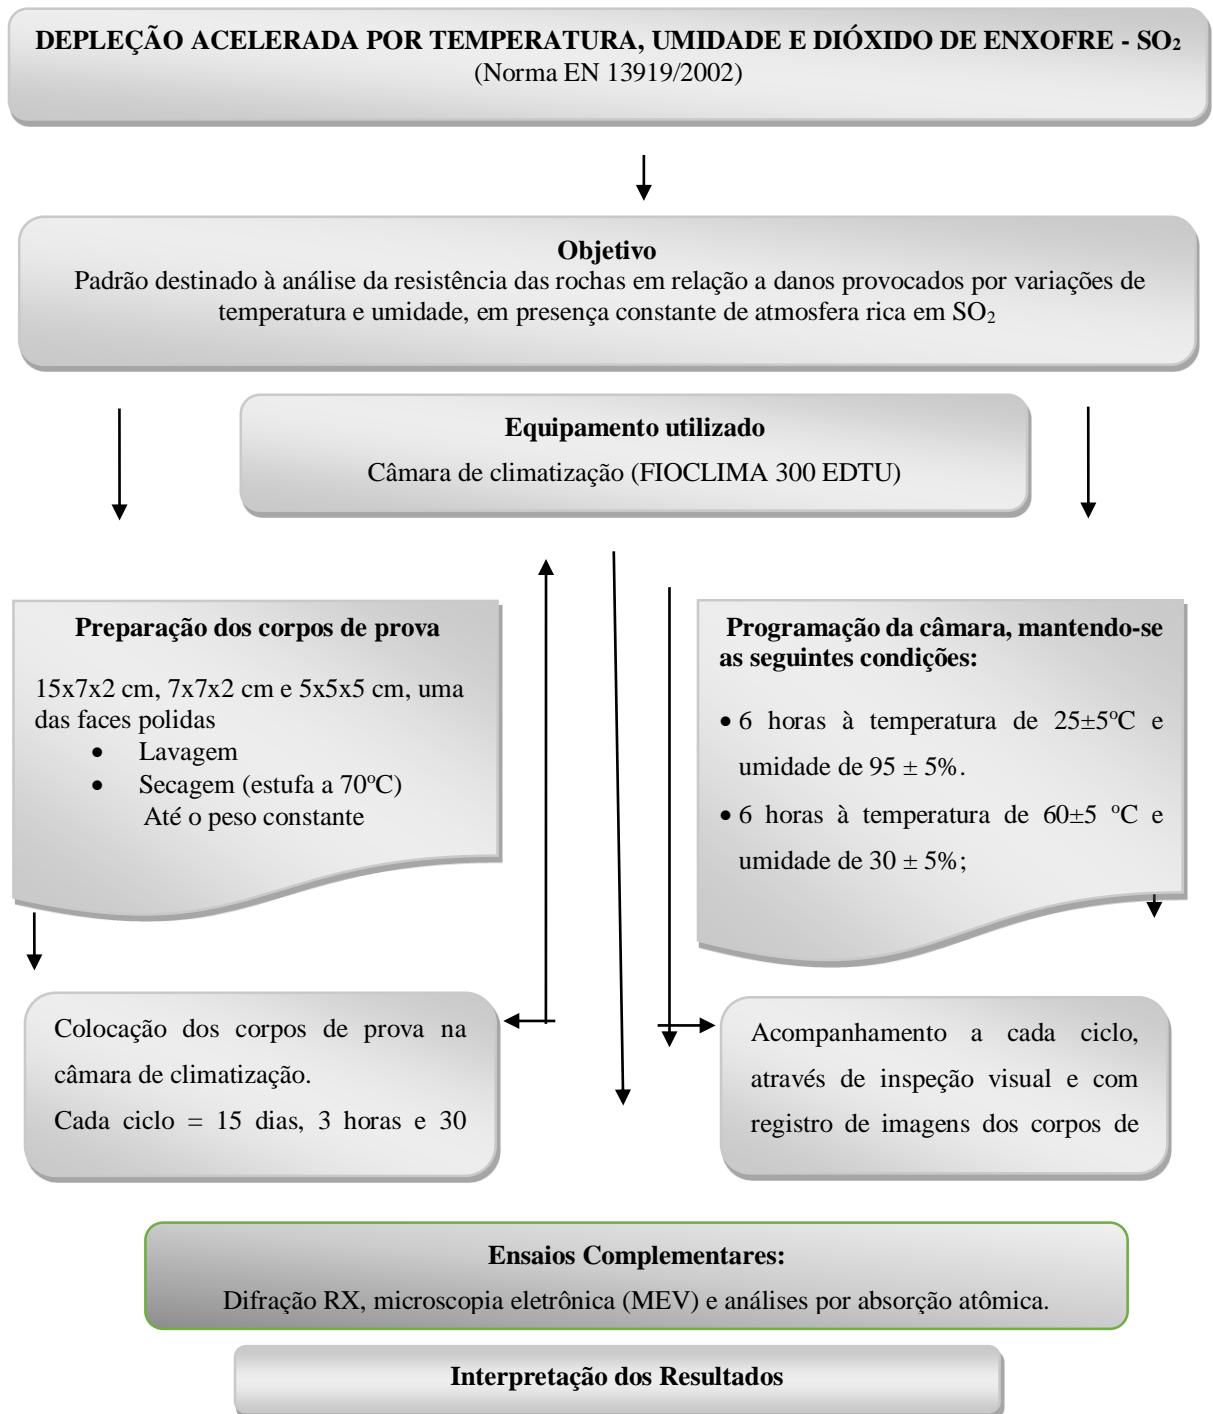 DEPLEÇÃO ACELERADA POR TEMPERATURA, UMIDADE E DIÓXIDO DE ENXOFRE - SO₂
(Norma EN 13919/2002)
Objetivo
Padrão destinado à análise da resistência das rochas em relação a danos provocados por variações de
temperatura e umidade, em presença constante de atmosfera rica em SO₂
Equipamento utilizado
Câmara de climatização (FIOCLIMA 300 EDTU)
Preparação dos corpos de prova
15x7x2 cm, 7x7x2 cm e 5x5x5 cm, uma
das faces polidas
• Lavagem
• Secagem (estufa a 70ºC)
Até o peso constante
Programação da câmara, mantendo-se
as seguintes condições:
• 6 horas à temperatura de 25±5ºC e
umidade de 95 ± 5%.
• 6 horas à temperatura de 60±5 ºC e
umidade de 30 ± 5%;
Colocação dos corpos de prova na
câmara de climatização.
Cada ciclo = 15 dias, 3 horas e 30
Acompanhamento a cada ciclo,
através de inspeção visual e com
registro de imagens dos corpos de
Ensaios Complementares:
Difração RX, microscopia eletrônica (MEV) e análises por absorção atômica.
Interpretação dos Resultados